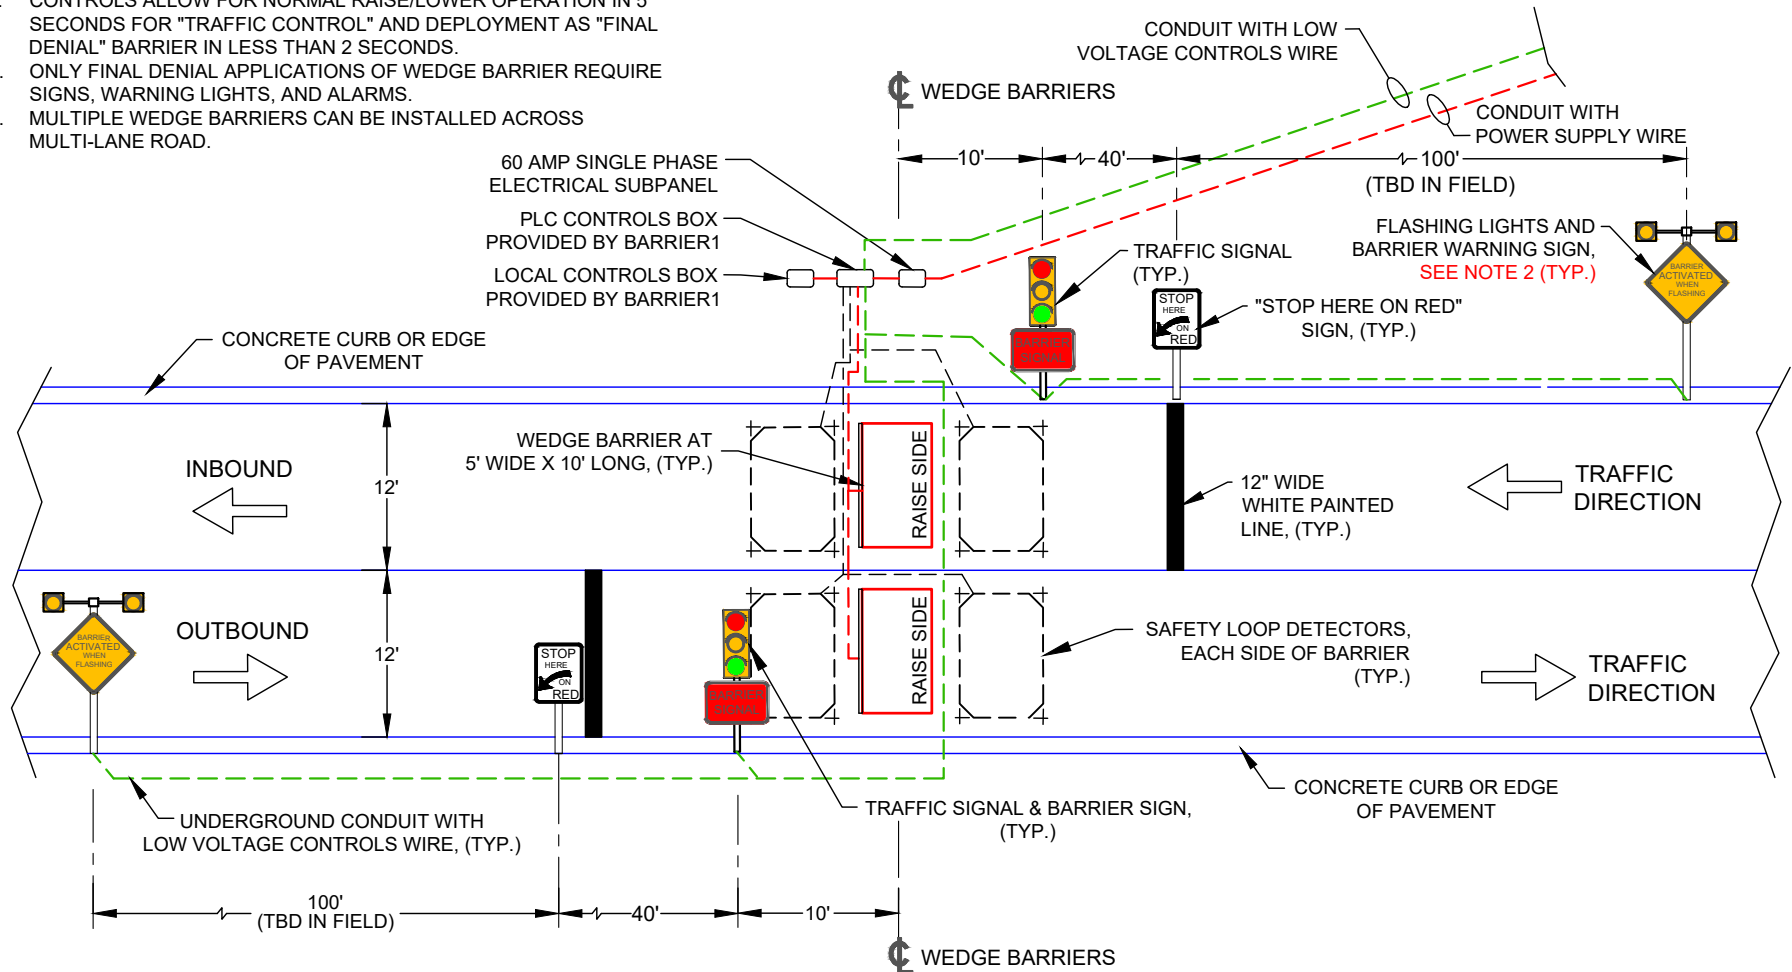 . CONTROLS ALLOW FOR NORMAL RAISE/LOWER OPERATION IN 5
SECONDS FOR "TRAFFIC CONTROL" AND DEPLOYMENT AS "FINAL
DENIAL" BARRIER IN LESS THAN 2 SECONDS.
. ONLY FINAL DENIAL APPLICATIONS OF WEDGE BARRIER REQUIRE
SIGNS, WARNING LIGHTS, AND ALARMS.
. MULTIPLE WEDGE BARRIERS CAN BE INSTALLED ACROSS
MULTI-LANE ROAD.
CONDUIT WITH LOW
VOLTAGE CONTROLS WIRE
CL WEDGE BARRIERS
CONDUIT WITH
POWER SUPPLY WIRE
10'
40'
100'
(TBD IN FIELD)
60 AMP SINGLE PHASE
ELECTRICAL SUBPANEL
PLC CONTROLS BOX
PROVIDED BY BARRIER1
LOCAL CONTROLS BOX
PROVIDED BY BARRIER1
TRAFFIC SIGNAL
(TYP.)
FLASHING LIGHTS AND
BARRIER WARNING SIGN,
SEE NOTE 2 (TYP.)
BARRIER
ACTIVATED
WHEN
FLASHING
STOP
HERE
ON
RED
"STOP HERE ON RED"
SIGN, (TYP.)
BARRIER
SIGNAL
CONCRETE CURB OR EDGE
OF PAVEMENT
WEDGE BARRIER AT
5' WIDE X 10' LONG, (TYP.)
INBOUND
12'
RAISE SIDE
12" WIDE
WHITE PAINTED
LINE, (TYP.)
TRAFFIC
DIRECTION
BARRIER
ACTIVATED
WHEN
FLASHING
OUTBOUND
12'
STOP
HERE
ON
RED
BARRIER
SIGNAL
RAISE SIDE
SAFETY LOOP DETECTORS,
EACH SIDE OF BARRIER
(TYP.)
TRAFFIC
DIRECTION
CONCRETE CURB OR EDGE
OF PAVEMENT
UNDERGROUND CONDUIT WITH
LOW VOLTAGE CONTROLS WIRE, (TYP.)
TRAFFIC SIGNAL & BARRIER SIGN,
(TYP.)
100'
(TBD IN FIELD)
40'
10'
CL WEDGE BARRIERS